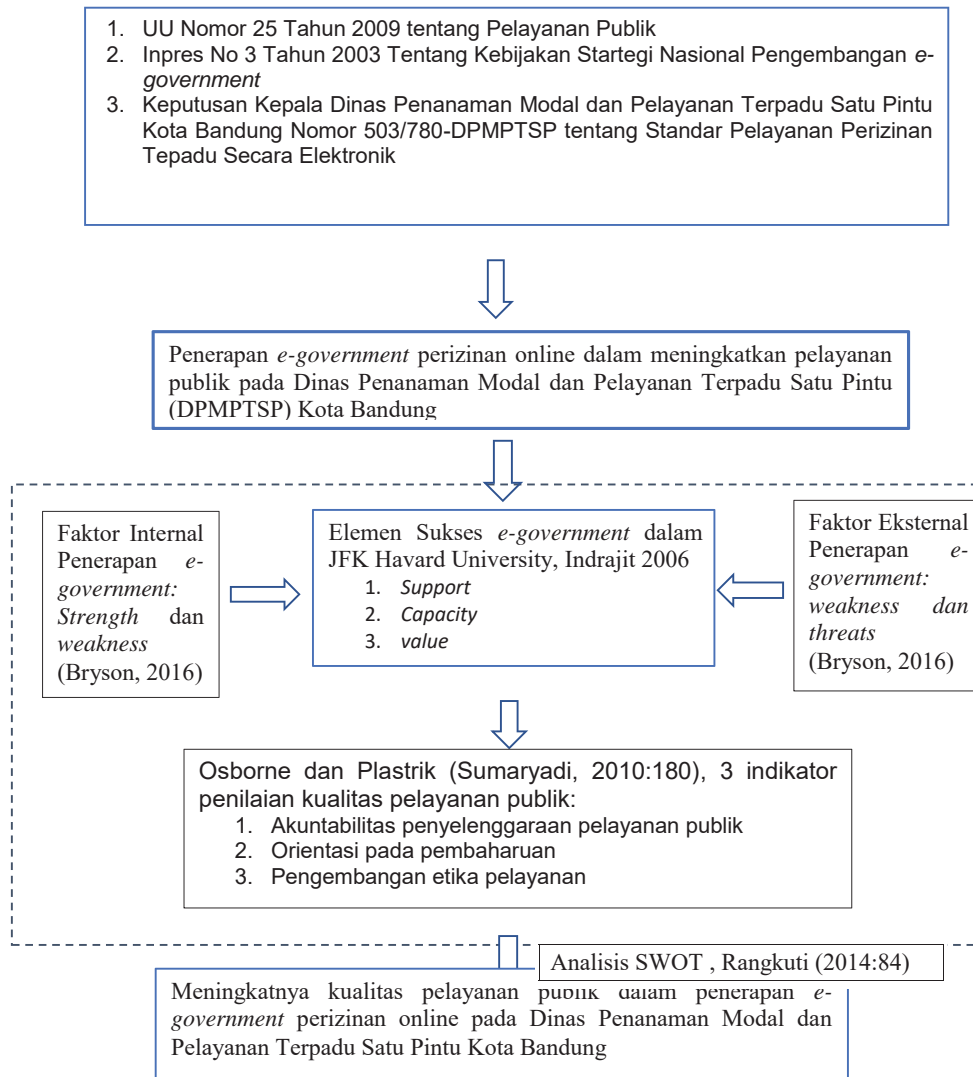 1. UU Nomor 25 Tahun 2009 tentang Pelayanan Publik
2. Inpres No 3 Tahun 2003 Tentang Kebijakan Startegi Nasional Pengembangan e-
government
3. Keputusan Kepala Dinas Penanaman Modal dan Pelayanan Terpadu Satu Pintu
Kota Bandung Nomor 503/780-DPMPTSP tentang Standar Pelayanan Perizinan
Tepadu Secara Elektronik
Penerapan e-government perizinan online dalam meningkatkan pelayanan
publik pada Dinas Penanaman Modal dan Pelayanan Terpadu Satu Pintu
(DPMPTSP) Kota Bandung
Faktor Internal
Penerapan e-
government:
Strength dan
weakness
(Bryson, 2016)
Elemen Sukses e-government dalam
JFK Havard University, Indrajit 2006
1. Support
2. Capacity
3. value
Faktor Eksternal
Penerapan e-
government:
weakness dan
threats
(Bryson, 2016)
Osborne dan Plastrik (Sumaryadi, 2010:180), 3 indikator
penilaian kualitas pelayanan publik:
1. Akuntabilitas penyelenggaraan pelayanan publik
2. Orientasi pada pembaharuan
3. Pengembangan etika pelayanan
Analisis SWOT , Rangkuti (2014:84)
Meningkatnya kualitas pelayanan publik dalam penerapan e-
government perizinan online pada Dinas Penanaman Modal dan
Pelayanan Terpadu Satu Pintu Kota Bandung